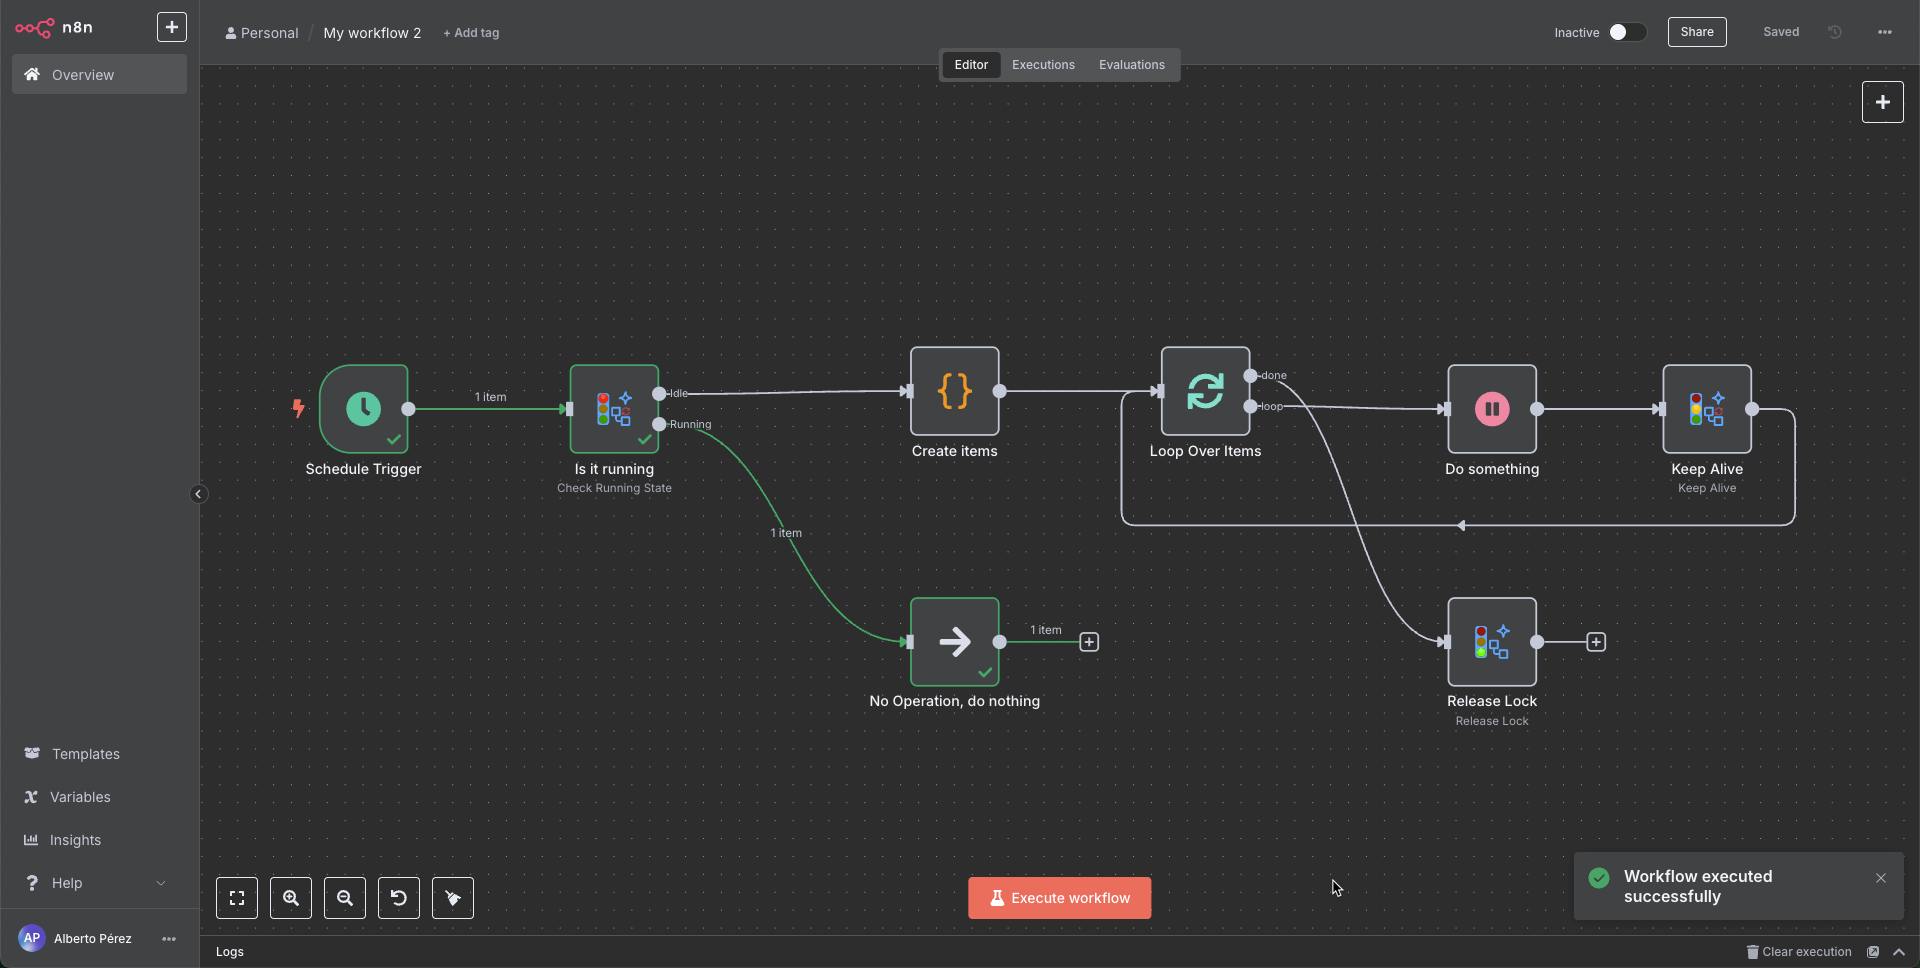 n8n
Personal / My workflow 2 + Add tag
Inactive
Share
Saved
Editor Executions Evaluations
Overview
1 item
Idle
Running
done
loop
Schedule Trigger
Is it running
Check Running State
Create items
Loop Over Items
Do something
Keep Alive
Keep Alive
1 item
1 item
No Operation, do nothing
Release Lock
Release Lock
Templates
Variables
Insights
Help
AP Alberto Pérez
Execute workflow
Workflow executed
successfully
Logs
Clear execution